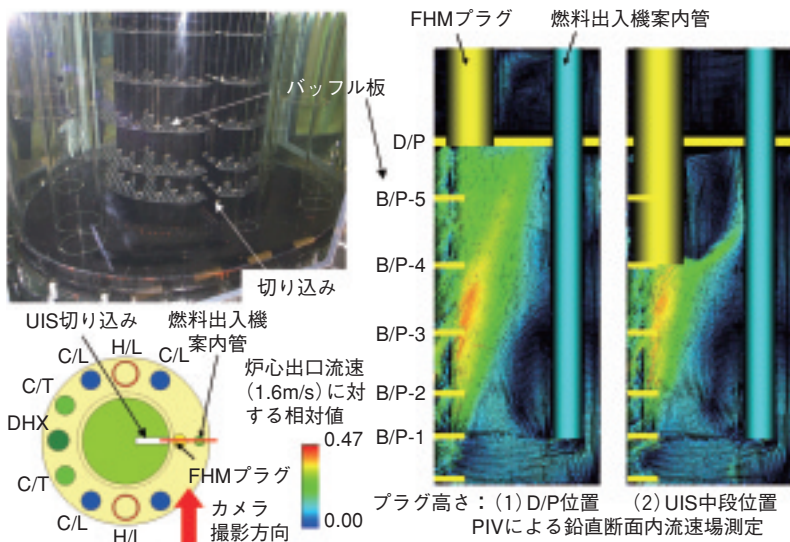 バッフル板
切り込み
UIS切り込み
燃料出入機
案内管
C/L
H/L
C/L
C/T
DHX
C/T
C/L
H/L
FHMプラグ
カメラ
撮影方向
炉心出口流速
(1.6m/s)に対
する相対値
0.47
0.00
FHMプラグ
燃料出入機案内管
D/P
B/P-5
B/P-4
B/P-3
B/P-2
B/P-1
プラグ高さ：(1) D/P位置
(2) UIS中段位置
PIVによる鉛直断面内流速場測定